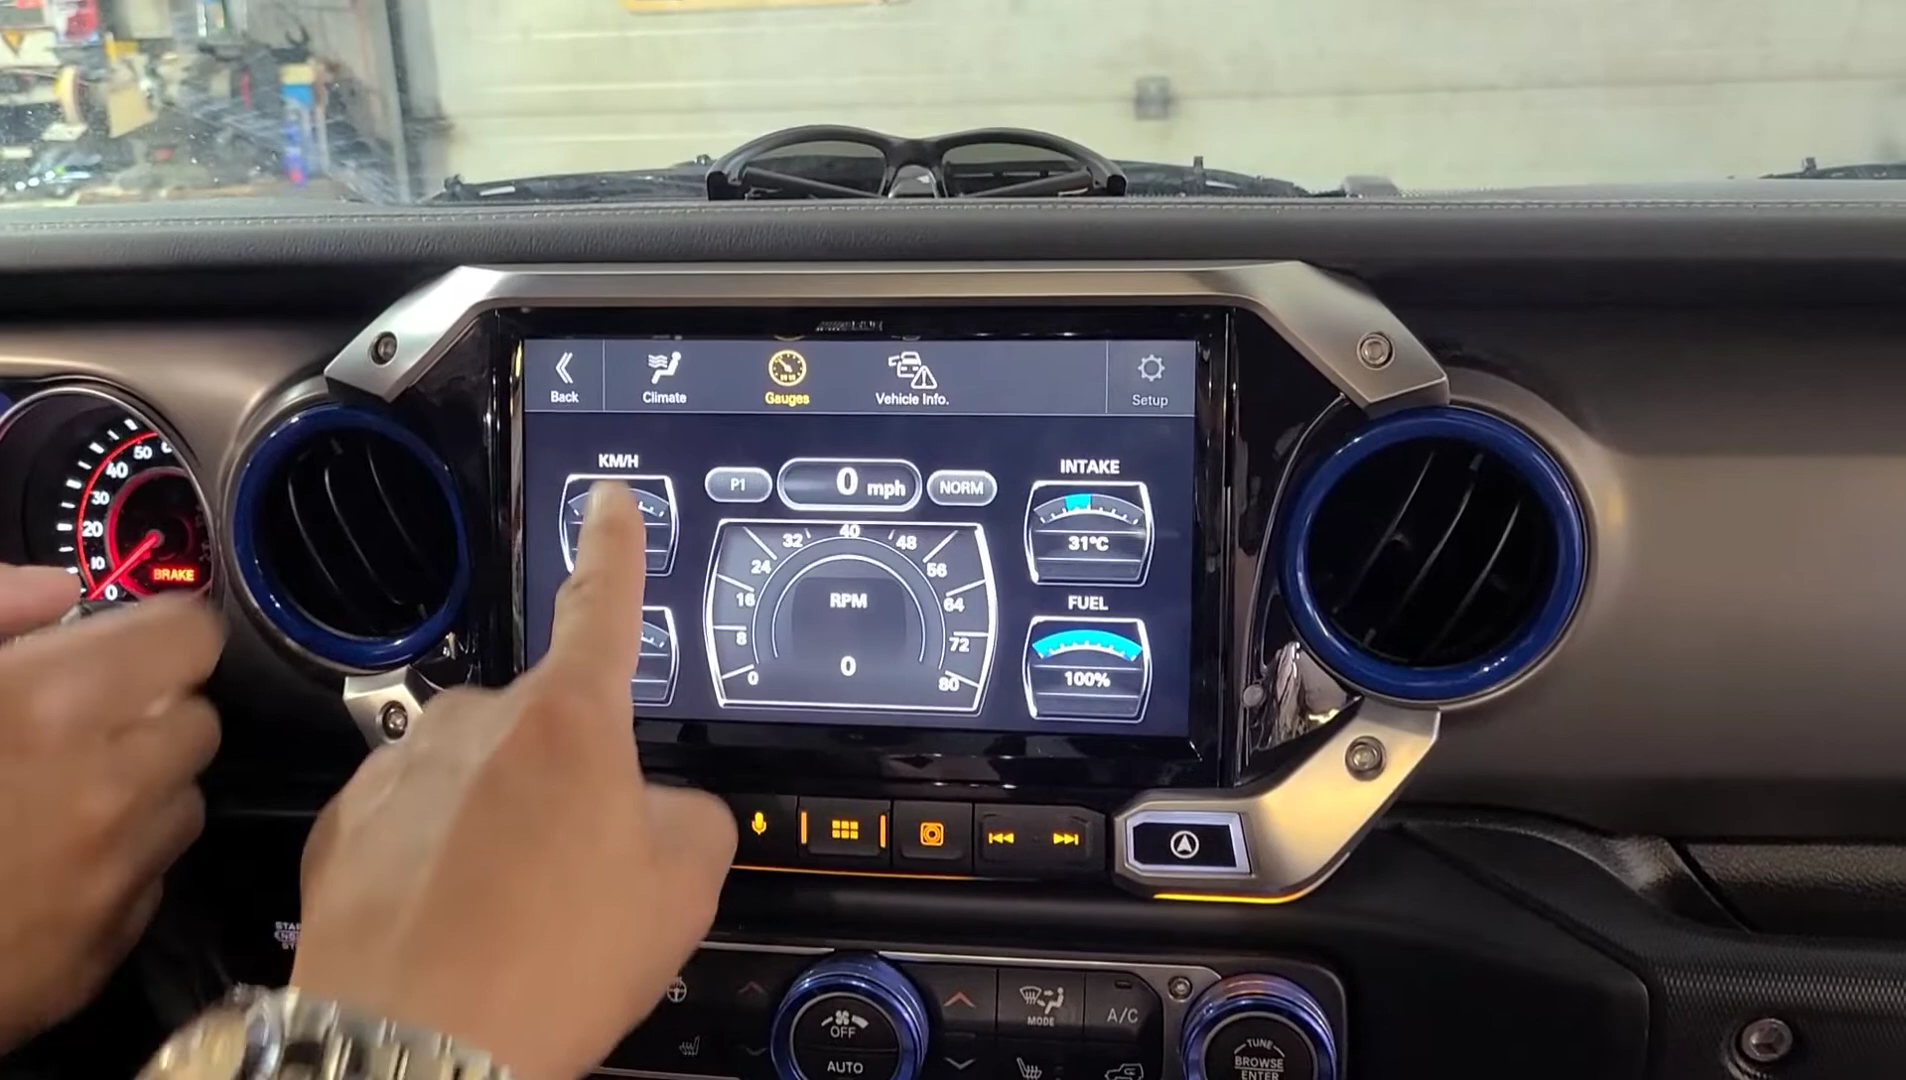 Back
Climate
Gauges
Vehicle Info.
Setup
KM/H
P1
0 mph
NORM
INTAKE
31°C
FUEL
100%
0
8
16
24
32
40
48
56
64
72
80
RPM
0
50
40
30
20
10
0
BRAKE
OFF
AUTO
MODE
A/C
TUNE
BROWSE
ENTER